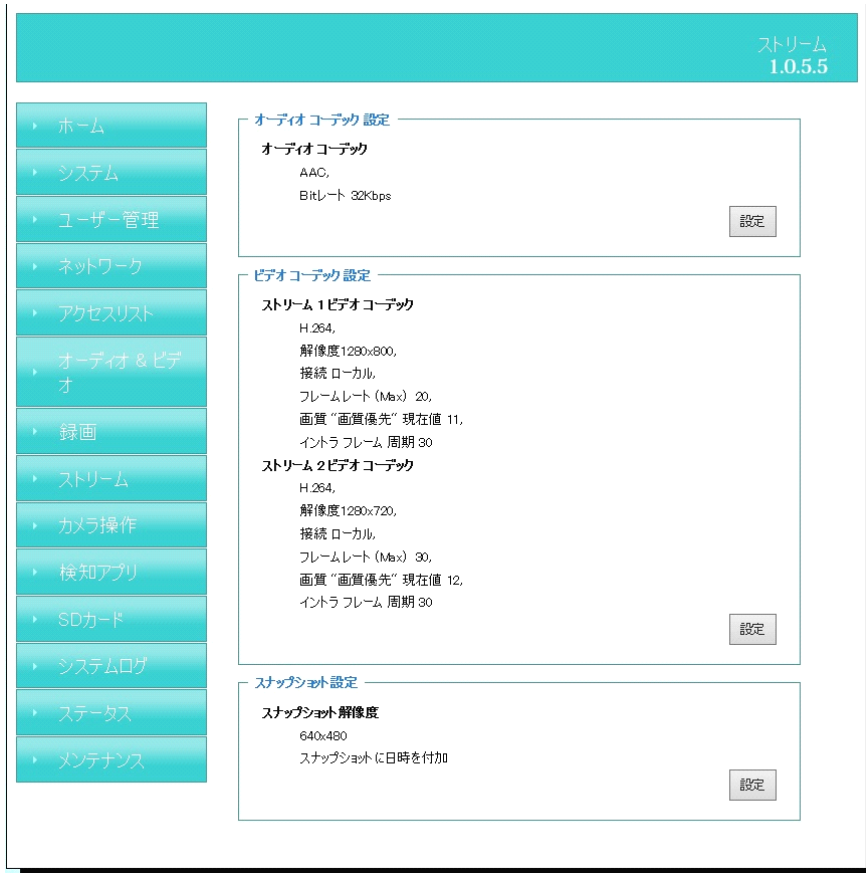 ストリーム
1.0.5.5
ホーム
システム
ユーザー管理
ネットワーク
アクセスリスト
オーディオ & ビデ
オ
録画
ストリーム
カメラ操作
検知アプリ
SDカード
システムログ
ステータス
メンテナンス
オーディオ コーデック 設定
オーディオ コーデック
AAC,
Bitレート 32Kbps
設定
ビデオ コーデック 設定
ストリーム 1 ビデオ コーデック
H.264,
解像度1280x800,
接続 ローカル,
フレームレート (Max) 20,
画質 “画質優先“ 現在値 11,
イントラ フレーム 周期 30
ストリーム 2 ビデオ コーデック
H.264,
解像度1280x720,
接続 ローカル,
フレームレート (Max) 30,
画質 “画質優先“ 現在値 12,
イントラ フレーム 周期 30
設定
スナップショット設定
スナップショット解像度
640x480
スナップショットに日時を付加
設定